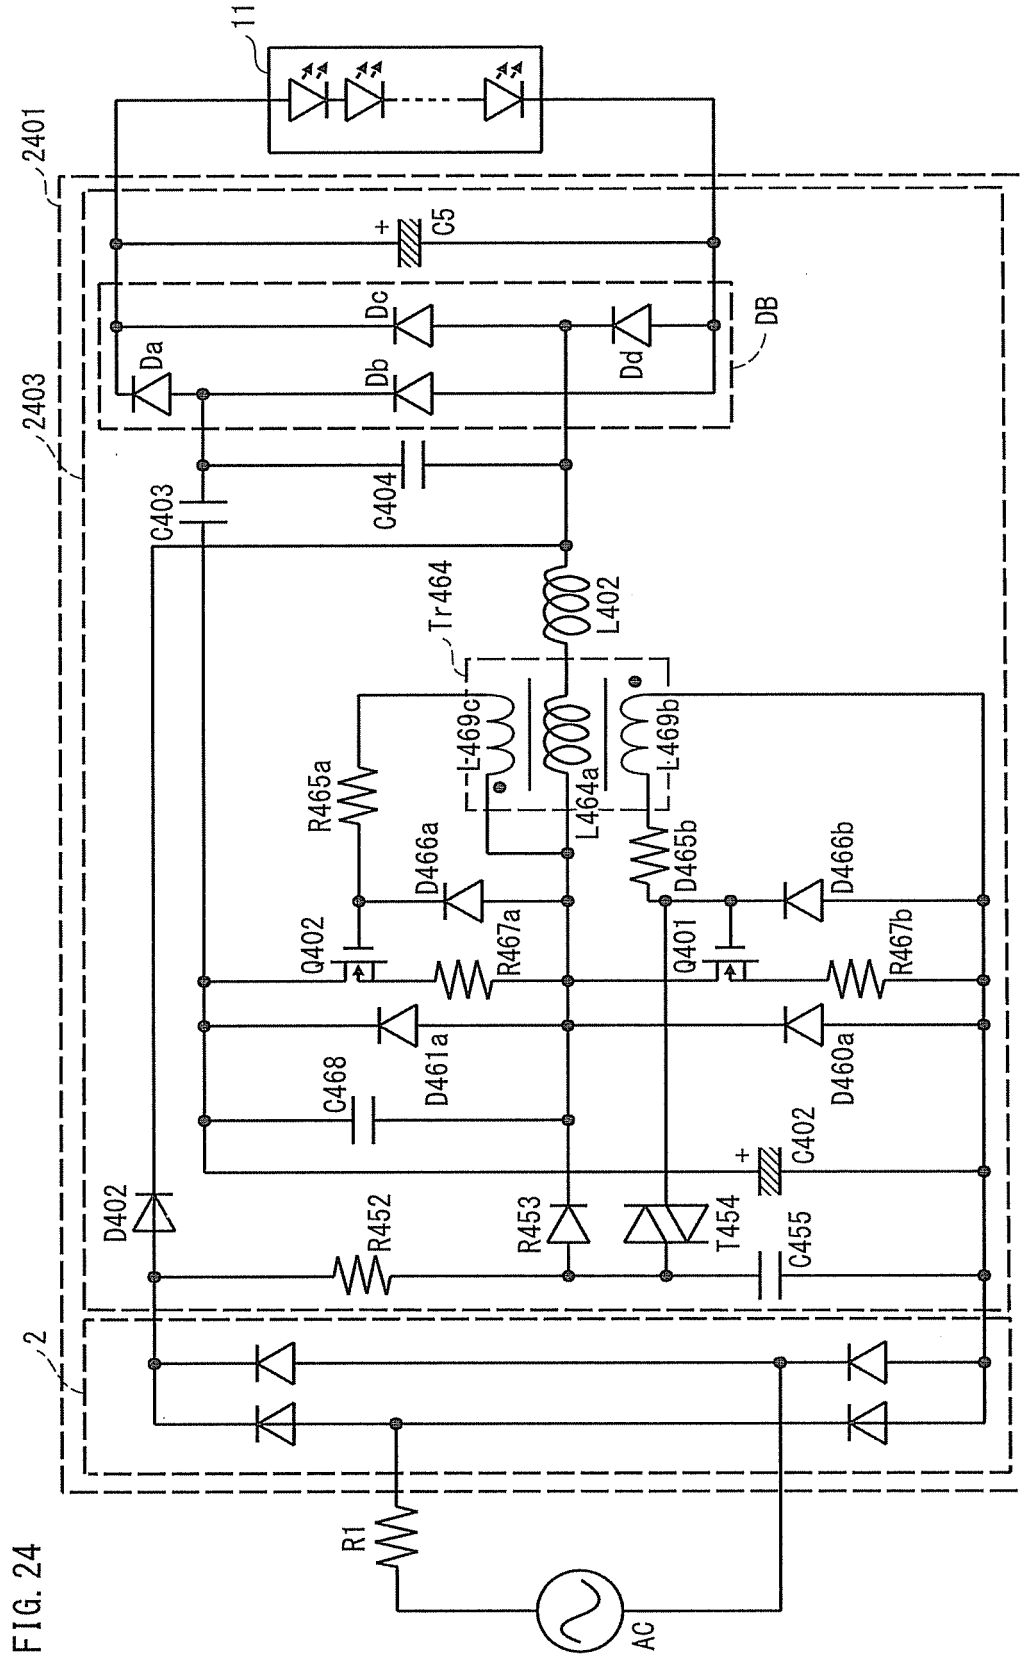 FIG. 24
2401
2403
2
11
AC
R1
D402
R452
R453
T454
C455
C402
+
C468
D461a
D460a
Q402
R467a
Q401
R467b
D466a
D466b
R465a
D465b
Tr464
L469c
L464a
L469b
L402
C403
C404
Da
Db
Dc
Dd
DB
C5
+